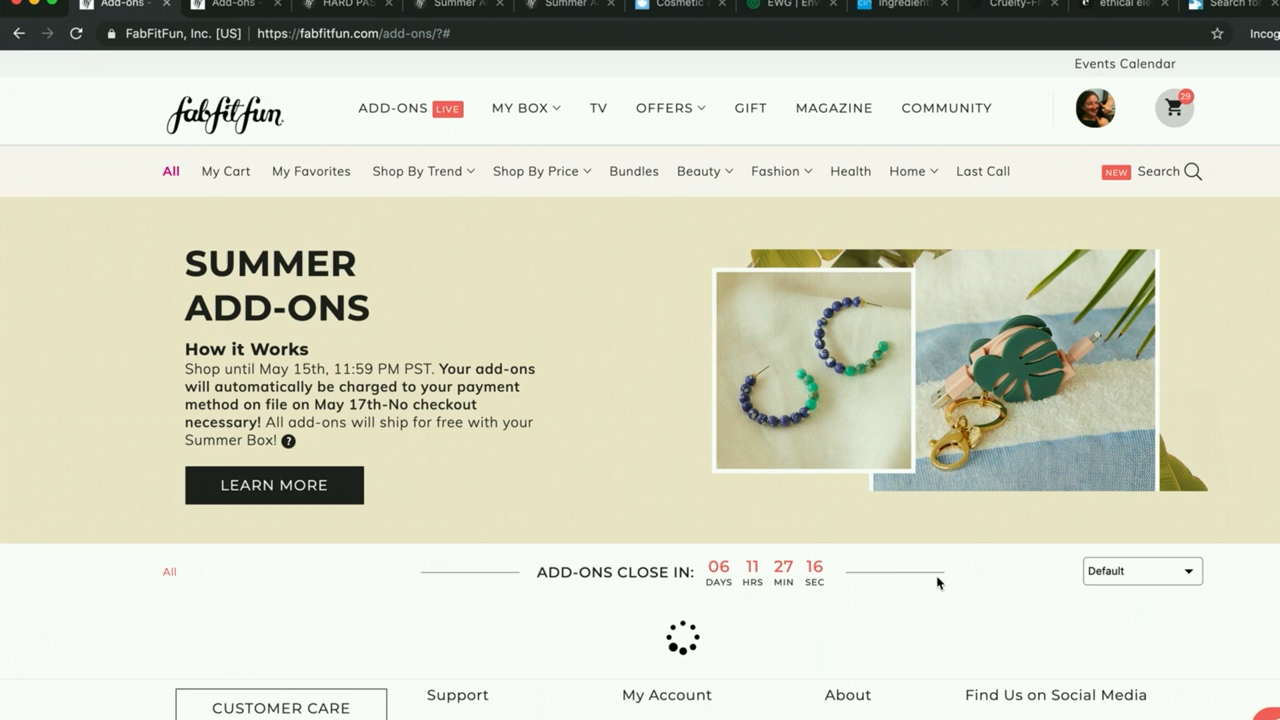 Add-ons - Add-ons - HARD PAS Summer A Summer A Cosmetic EWG | Env Ingredient Cruelty-Fr ethical ele Search for
FabFitFun, Inc. [US] https://fabfitfun.com/add-ons/?# Incog
Events Calendar
fabfitfun. ADD-ONS LIVE MY BOX TV OFFERS GIFT MAGAZINE COMMUNITY 29
All My Cart My Favorites Shop By Trend Shop By Price Bundles Beauty Fashion Health Home Last Call NEW Search
SUMMER
ADD-ONS
How it Works
Shop until May 15th, 11:59 PM PST. Your add-ons
will automatically be charged to your payment
method on file on May 17th-No checkout
necessary! All add-ons will ship for free with your
Summer Box! ?
LEARN MORE
All ADD-ONS CLOSE IN: 06 11 27 16 Default
DAYS HRS MIN SEC
CUSTOMER CARE Support My Account About Find Us on Social Media